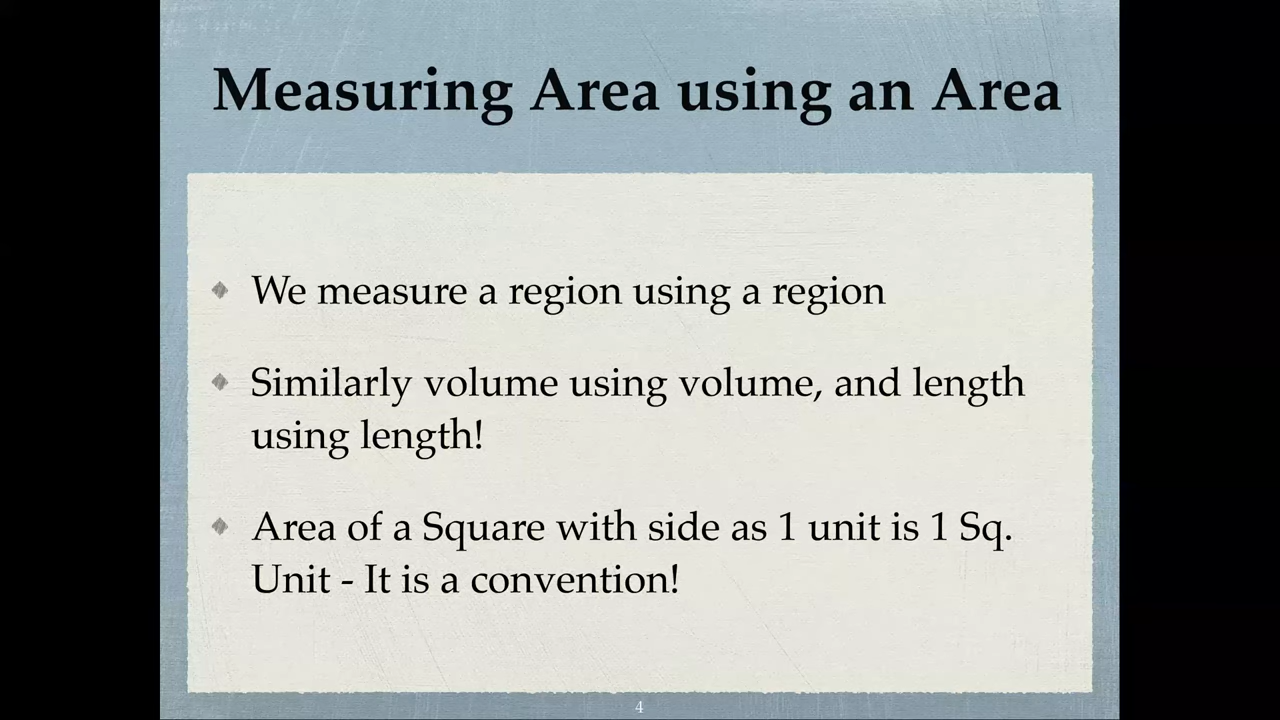 Measuring Area using an Area
We measure a region using a region
Similarly volume using volume, and length
using length!
Area of a Square with side as 1 unit is 1 Sq.
Unit - It is a convention!
4